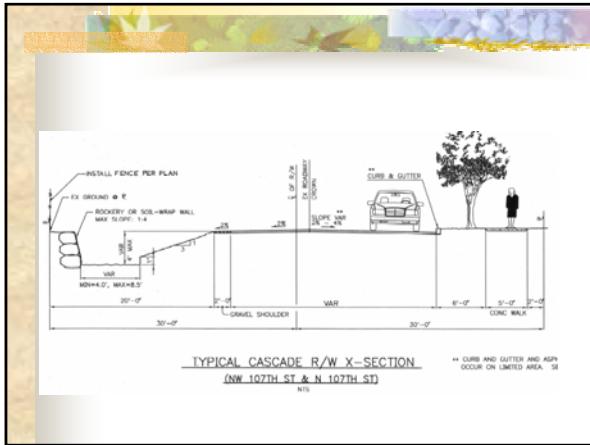 INSTALL FENCE PER PLAN
EX GROUND @ ℄
ROCKERY OR SOIL-WRAP WALL
MAX SLOPE: 1:4
℄ OF R/W
EX ROADWAY
CROWN
**
CURB & GUTTER
2%
2%
SLOPE VAR **
2% - 4%
VAR
4' MAX
1
3
VAR
MIN=4.0', MAX=8.5'
20'-0"
2'-0"
GRAVEL SHOULDER
VAR
6'-0"
5'-0"
2'-0"
CONC WALK
30'-0"
30'-0"
TYPICAL CASCADE R/W X-SECTION
(NW 107TH ST & N 107TH ST)
NTS
** CURB AND GUTTER AND ASPH
OCCUR ON LIMITED AREA.